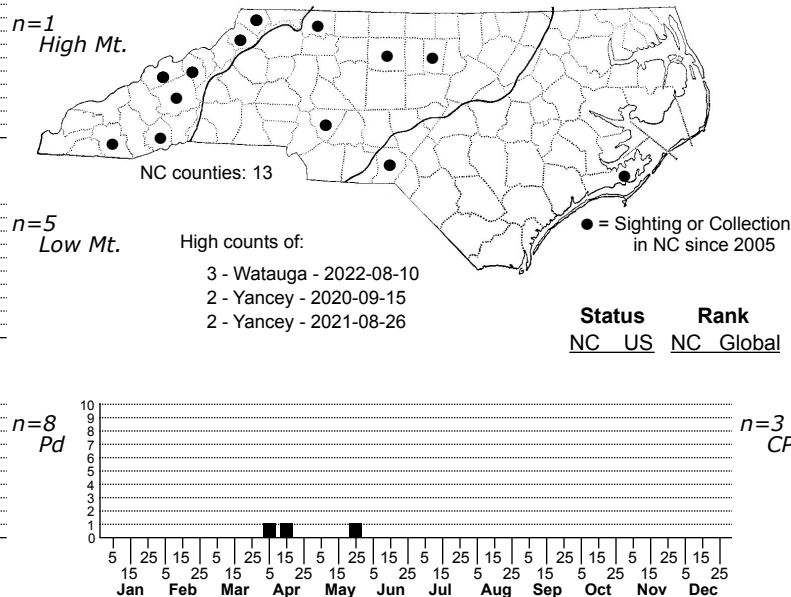 n=1
High Mt.
NC counties: 13
n=5
Low Mt.
High counts of:
3 - Watauga - 2022-08-10
2 - Yancey - 2020-09-15
2 - Yancey - 2021-08-26
● = Sighting or Collection
in NC since 2005
Status Rank
NC US NC Global
n=8
Pd
n=3
CP
10
9
8
7
6
5
4
3
2
1
0
5 25 15 5 25 15 5 25 15 5 25 15 5 25 15 5 25 15
15 5 25 15 5 25 15 5 25 15 5 25 15 5 25 15 5 25
Jan Feb Mar Apr May Jun Jul Aug Sep Oct Nov Dec